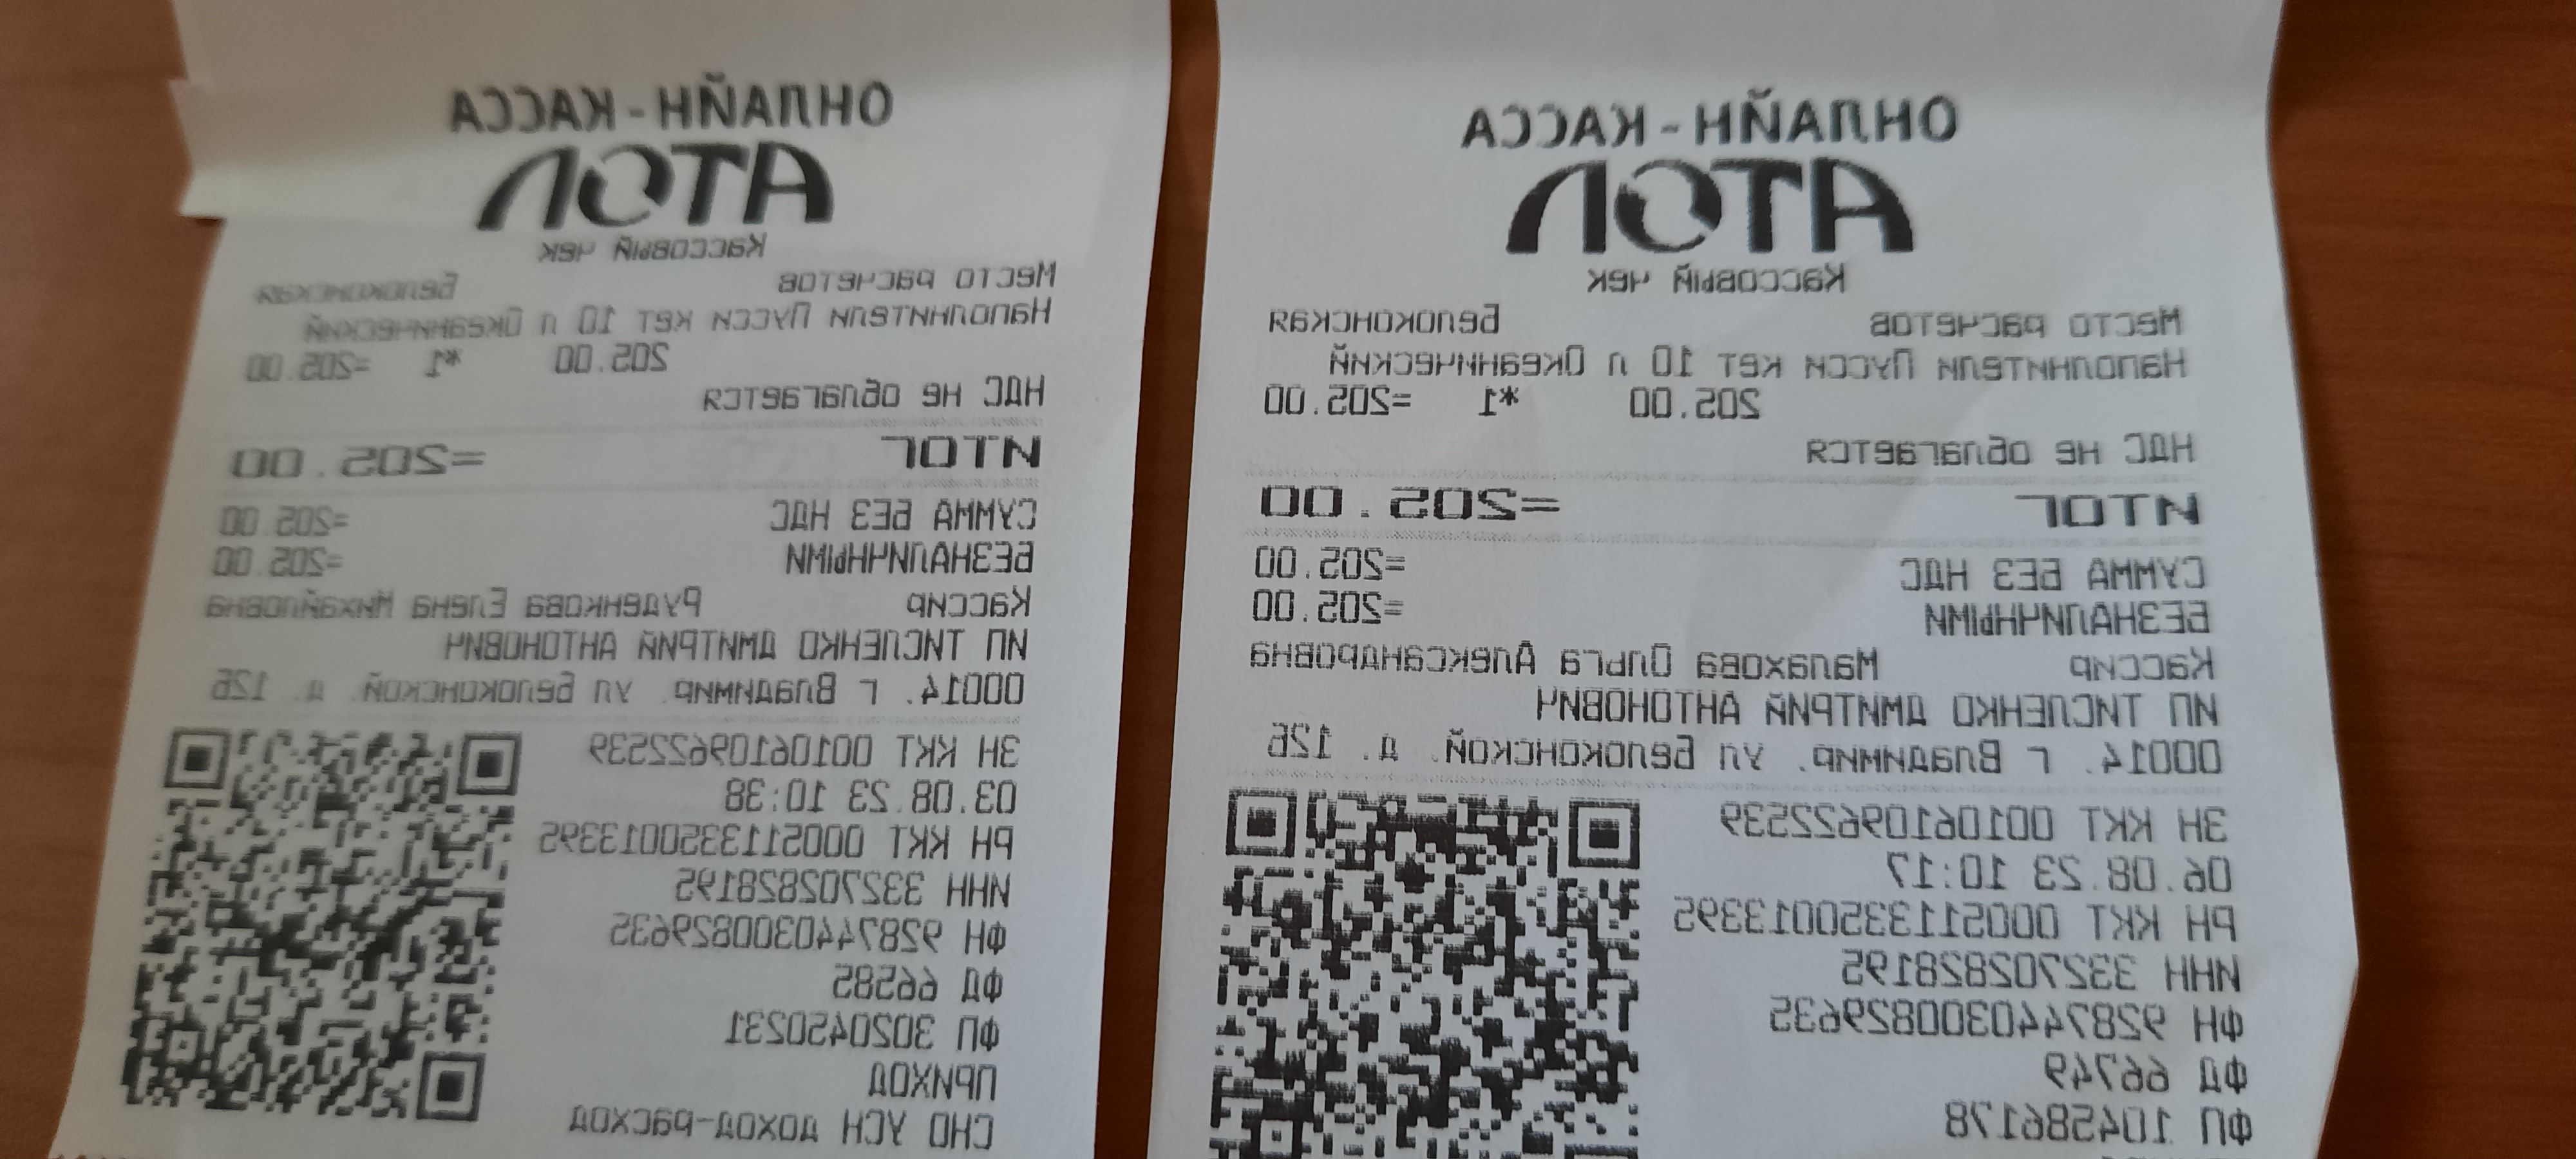 ОНЛАЙН-КАССА
АТОЛ
Кассовый чек
Место расчетов Белоконская
Наполнители Пусси кет 10 л Океанический
205.00 *1 =205.00
НДС не облагается
ИТОГ =205.00
СУММА БЕЗ НДС =205.00
БЕЗНАЛИЧНЫМИ =205.00
Кассир Малахова Ольга Александровна
ИП ТИСЛЕНКО ДМИТРИЙ АНТОНОВИЧ
00014. г Владимир. ул Белоконской. д. 12Б
ЗН ККТ 00106109622539
06.08.23 10:17
РН ККТ 0005113350013395
ИНН 332702828195
ФН 9287440300829635
ФД 66749
ФП 104586178
ОНЛАЙН-КАССА
АТОЛ
Кассовый чек
Место расчетов Белоконская
Наполнители Пусси кет 10 л Океанический
205.00 *1 =205.00
НДС не облагается
ИТОГ =205.00
СУММА БЕЗ НДС =205.00
БЕЗНАЛИЧНЫМИ =205.00
Кассир Руденкова Елена Михайловна
ИП ТИСЛЕНКО ДМИТРИЙ АНТОНОВИЧ
00014. г Владимир. ул Белоконской. д. 12Б
ЗН ККТ 00106109622539
03.08.23 10:38
РН ККТ 0005113350013395
ИНН 332702828195
ФН 9287440300829635
ФД 66585
ФП 3020450231
ПРИХОД
СНО УСН доход-расход